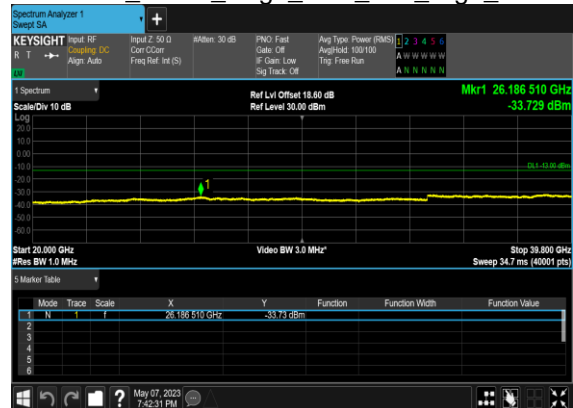 Spectrum Analyzer 1
Swept SA
+
KEYSIGHT Input: RF Input Z: 50 Ω #Atten: 30 dB PNO: Fast Avg Type: Power (RMS) 1 2 3 4 5 6
R T Coupling: DC Corr CCorr Gate: Off Avg|Hold: 100/100 A W W W W W
Align: Auto Freq Ref: Int (S) IF Gain: Low Trig: Free Run
LW Sig Track: Off A N N N N N
1 Spectrum Ref Lvl Offset 18.60 dB Mkr1 26.186 510 GHz
Scale/Div 10 dB Ref Level 30.00 dBm -33.729 dBm
Log
20.0
10.0
0.00
-10.0
DL1 -13.00 dBm
-20.0
1
-30.0
-40.0
-50.0
-60.0
Start 20.000 GHz Video BW 3.0 MHz* Stop 39.800 GHz
#Res BW 1.0 MHz Sweep 34.7 ms (40001 pts)
5 Marker Table
Mode Trace Scale X Y Function Function Width Function Value
1 N 1 f 26.186 510 GHz -33.73 dBm
2
3
4
5
6
? May 07, 2023
7:42:31 PM